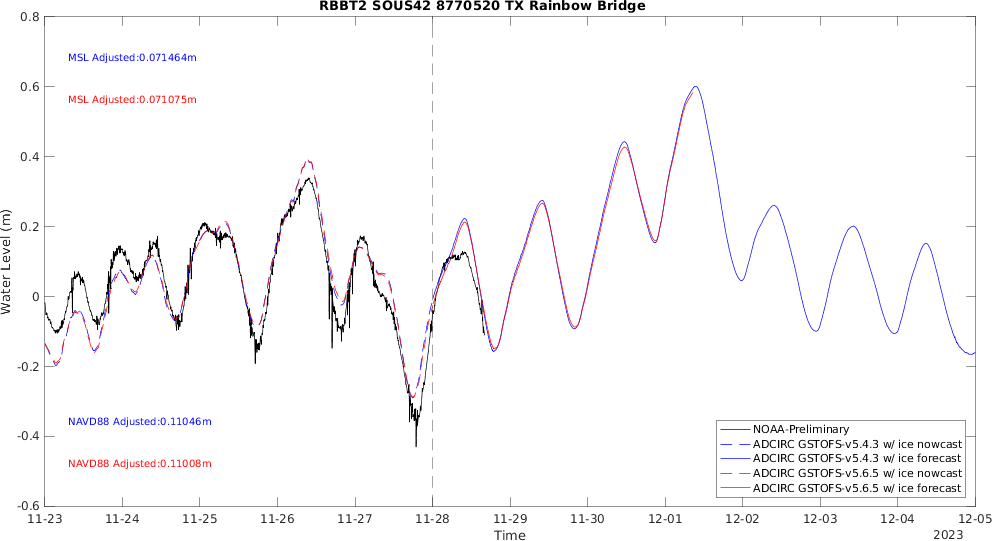 RBBT2 SOUS42 8770520 TX Rainbow Bridge
0.8
0.6
0.4
0.2
0
-0.2
-0.4
-0.6
Water Level (m)
MSL Adjusted:0.071464m
MSL Adjusted:0.071075m
NAVD88 Adjusted:0.11046m
NAVD88 Adjusted:0.11008m
NOAA-Preliminary
ADCIRC GSTOFS-v5.4.3 w/ ice nowcast
ADCIRC GSTOFS-v5.4.3 w/ ice forecast
ADCIRC GSTOFS-v5.6.5 w/ ice nowcast
ADCIRC GSTOFS-v5.6.5 w/ ice forecast
11-23 11-24 11-25 11-26 11-27 11-28 11-29 11-30 12-01 12-02 12-03 12-04 12-05
Time
2023